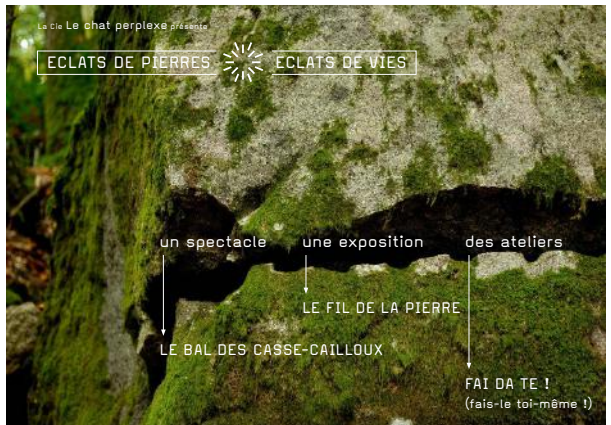 La Cie Le chat perplexe présente
ECLATS DE PIERRES ECLATS DE VIES
un spectacle une exposition des ateliers
LE FIL DE LA PIERRE
LE BAL DES CASSE-CAILLOUX
FAI DA TE !
(fais-le toi-même !)